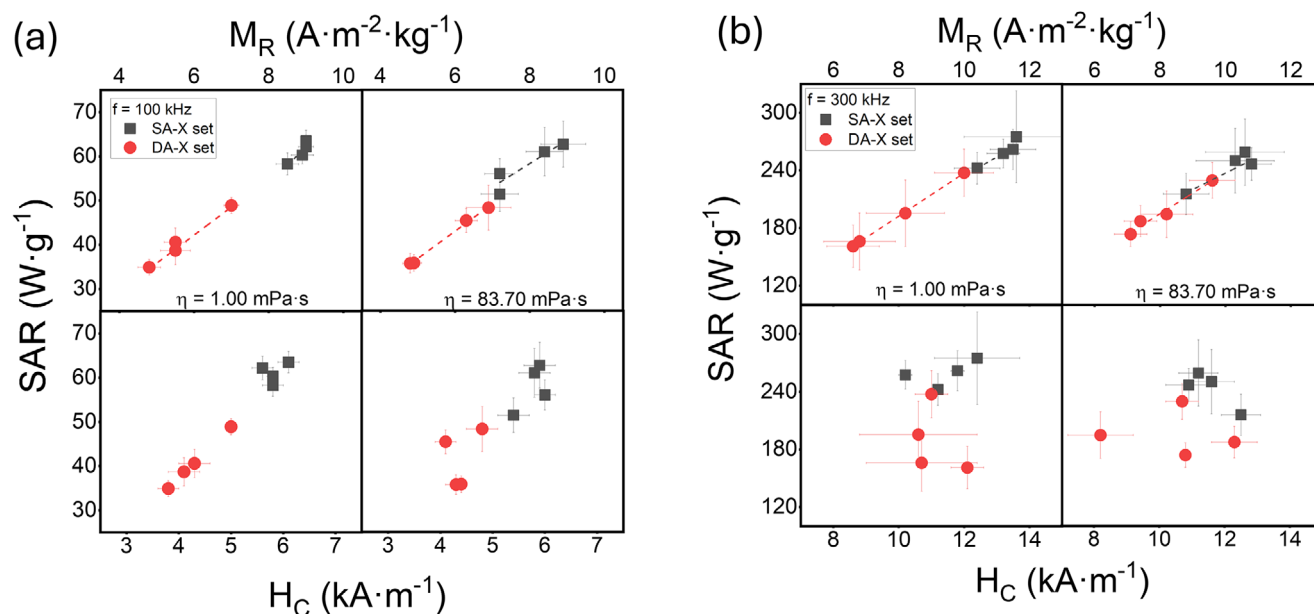 (a)
M_R (A·m^-2·kg^-1)
4 6 8 10 4 6 8 10
f = 100 kHz
SA-X set
DA-X set
70
60
50
40
30
η = 1.00 mPa·s
η = 83.70 mPa·s
SAR (W·g^-1)
70
60
50
40
30
3 4 5 6 3 4 5 6 7
H_C (kA·m^-1)
(b)
M_R (A·m^-2·kg^-1)
6 8 10 12 6 8 10 12
f = 300 kHz
SA-X set
DA-X set
300
240
180
120
η = 1.00 mPa·s
η = 83.70 mPa·s
SAR (W·g^-1)
300
240
180
120
8 10 12 14 8 10 12 14
H_C (kA·m^-1)